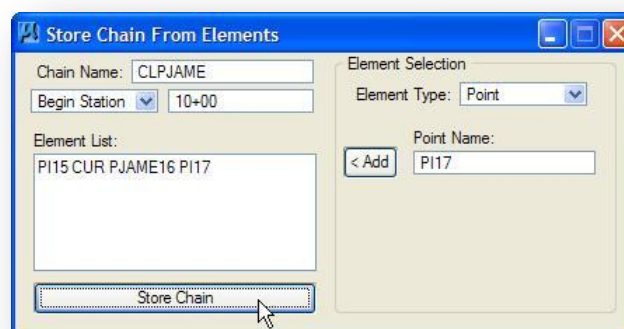 Store Chain From Elements
Chain Name: CLPJAME
Begin Station 10+00
Element List:
PI15 CUR PJAME16 PI17
Store Chain
Element Selection
Element Type: Point
Point Name:
< Add PI17